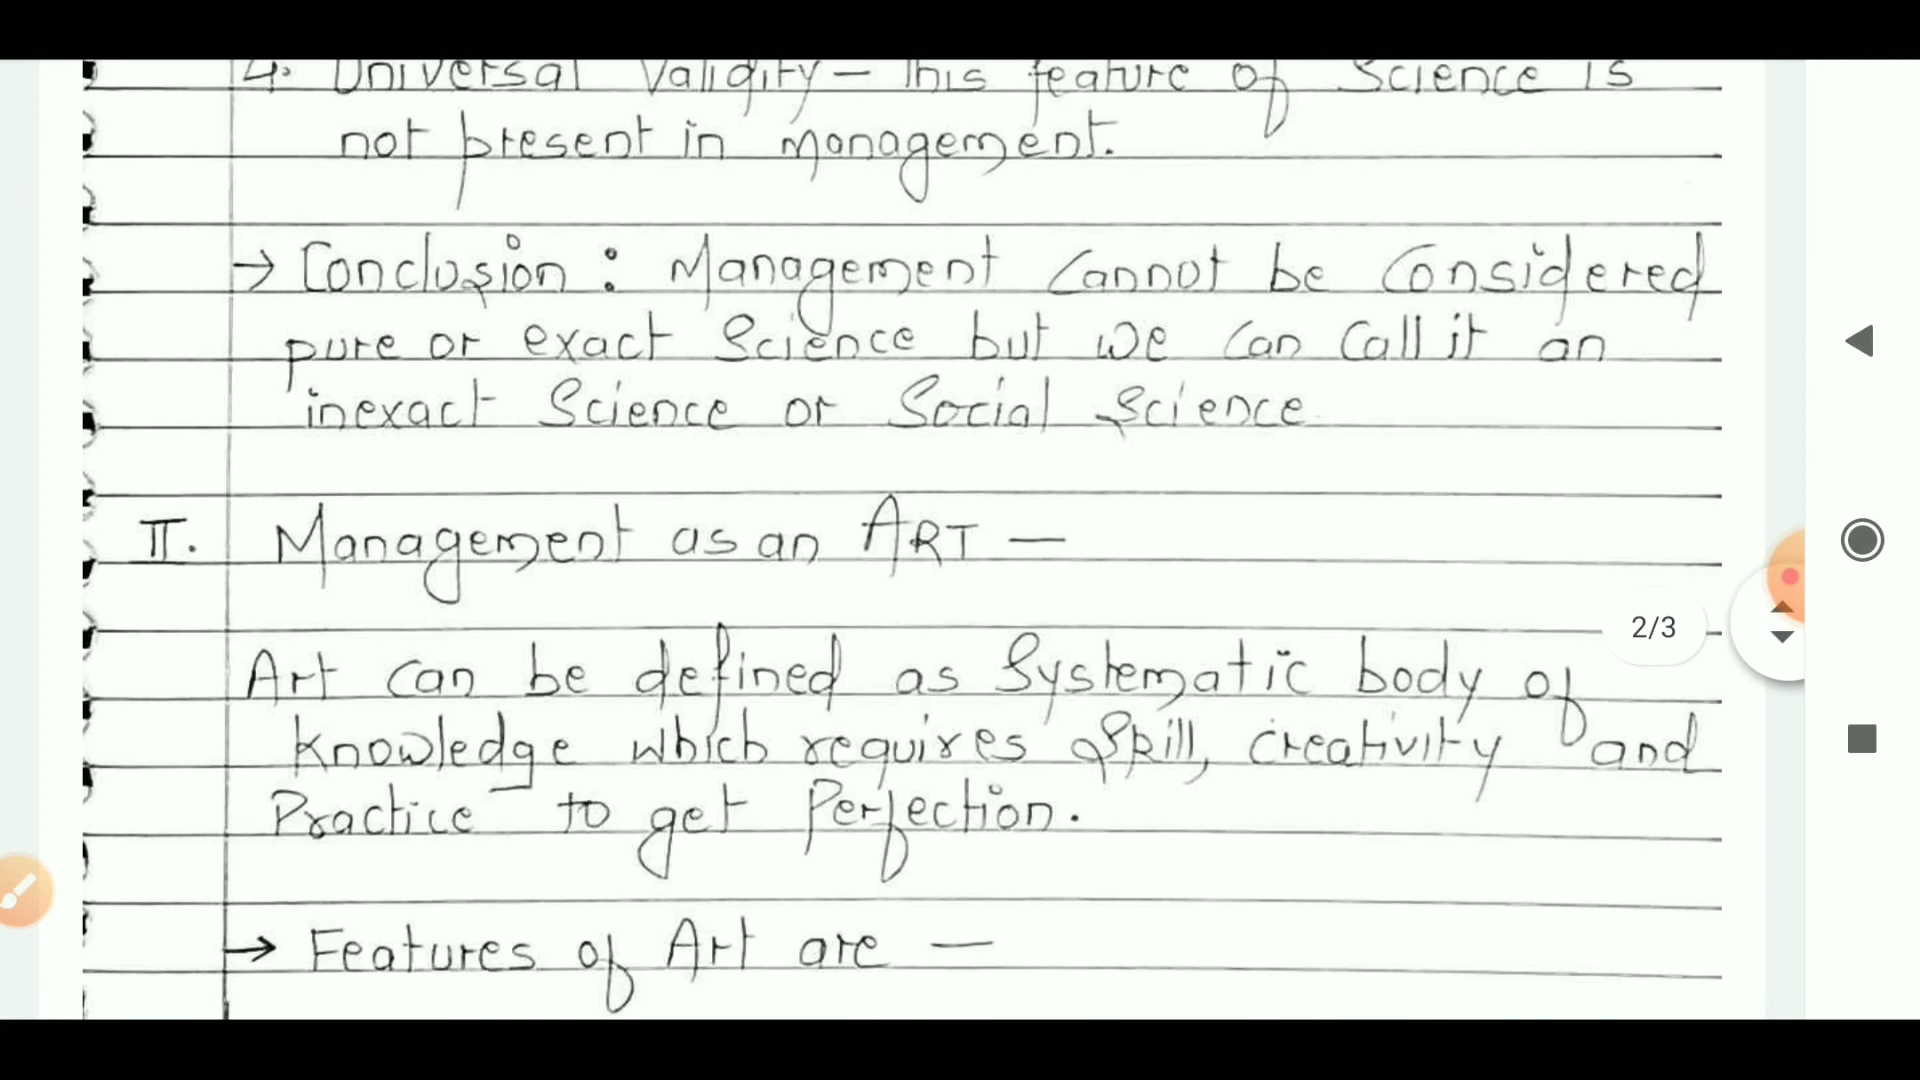 4. Universal Validity — This feature of Science is
not present in management.
→ Conclusion : Management Cannot be Considered
pure or exact Science but we can call it an
inexact Science or Social Science
II. Management as an ART —
2/3
Art can be defined as Systematic body of
knowledge which requires Skill, creativity and
Practice to get Perfection.
→ Features of Art are —